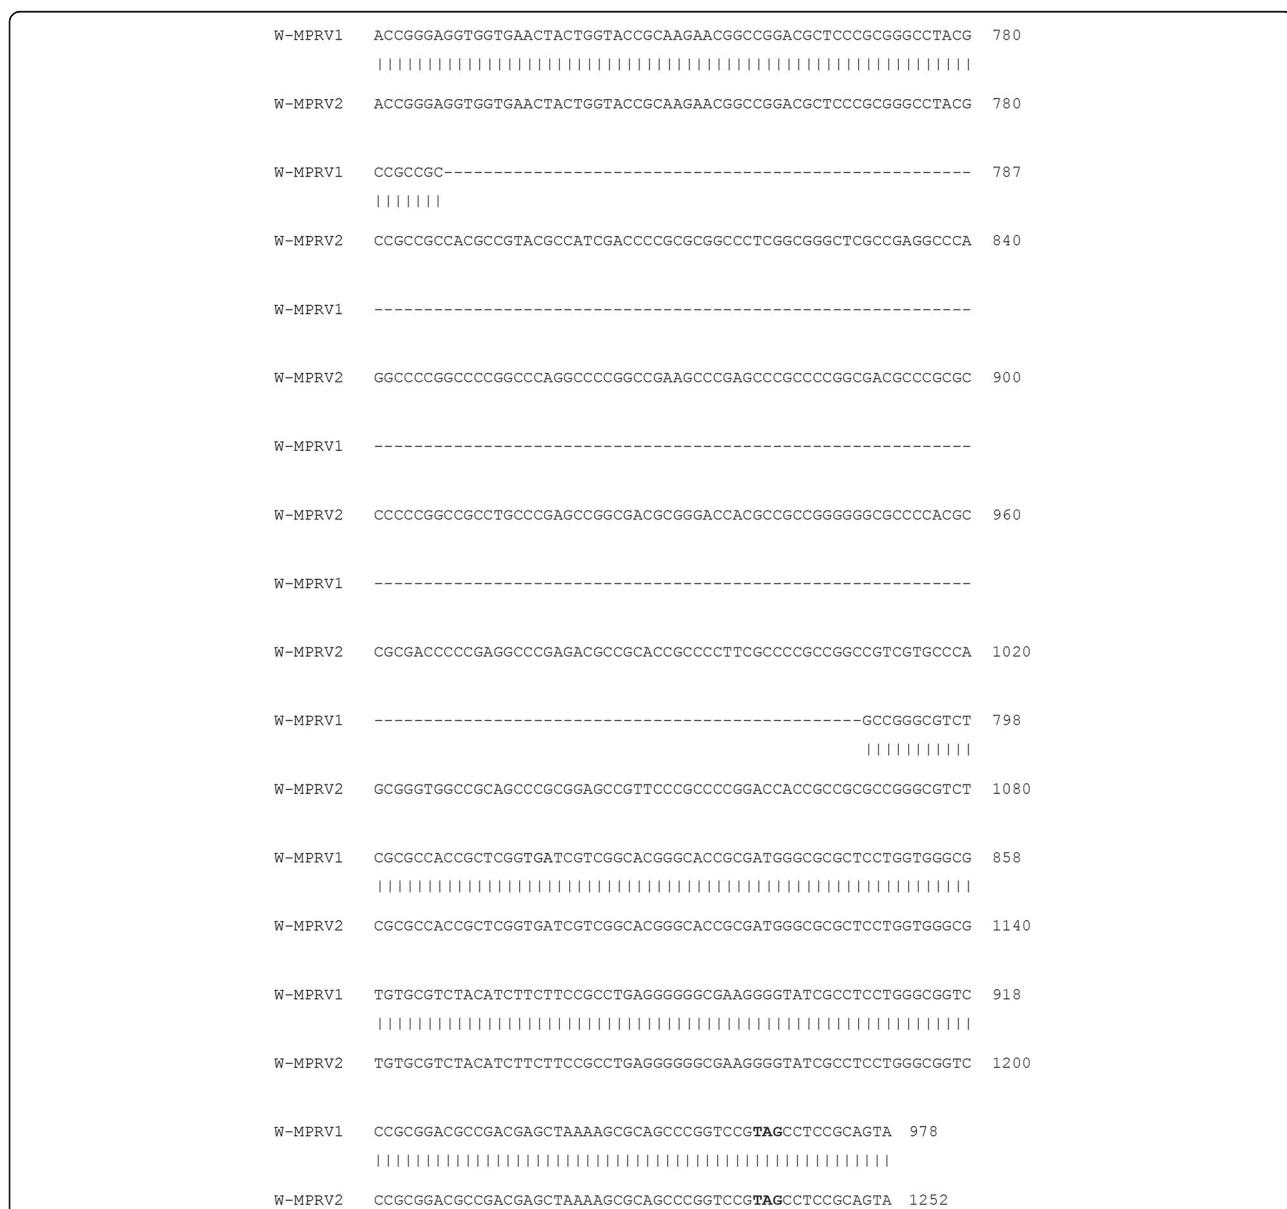 W-MPRV1 ACCGGGAGGTGGTGAACTACTGGTACCGCAAGAACGGCCGGACGCTCCCGCGGGCCTACG 780
||||||||||||||||||||||||||||||||||||||||||||||||||||||||||||
W-MPRV2 ACCGGGAGGTGGTGAACTACTGGTACCGCAAGAACGGCCGGACGCTCCCGCGGGCCTACG 780
W-MPRV1 CCGCCGC----------------------------------------------------- 787
|||||||
W-MPRV2 CCGCCGCCACGCCGTACGCCATCGACCCCGCGCGGCCCTCGGCGGGCTCGCCGAGGCCCA 840
W-MPRV1 ------------------------------------------------------------
W-MPRV2 GGCCCCGGCCCCGGCCCAGGCCCCGGCCGAAGCCCGAGCCCGCCCCGGCGACGCCCGCGC 900
W-MPRV1 ------------------------------------------------------------
W-MPRV2 CCCCCGGCCGCCTGCCCGAGCCGGCGACGCGGGACCACGCCGCCGGGGGGCGCCCCACGC 960
W-MPRV1 ------------------------------------------------------------
W-MPRV2 CGCGACCCCCGAGGCCCGAGACGCCGCACCGCCCCTTCGCCCCGCCGGCCGTCGTGCCCA 1020
W-MPRV1 -------------------------------------------------GCCGGGCGTCT 798
|||||||||||
W-MPRV2 GCGGGTGGCCGCAGCCCGCGGAGCCGTTCCCGCCCCGGACCACCGCCGCGCCGGGCGTCT 1080
W-MPRV1 CGCGCCACCGCTCGGTGATCGTCGGCACGGGCACCGCGATGGGCGCGCTCCTGGTGGGCG 858
||||||||||||||||||||||||||||||||||||||||||||||||||||||||||||
W-MPRV2 CGCGCCACCGCTCGGTGATCGTCGGCACGGGCACCGCGATGGGCGCGCTCCTGGTGGGCG 1140
W-MPRV1 TGTGCGTCTACATCTTCTTCCGCCTGAGGGGGGCGAAGGGGTATCGCCTCCTGGGCGGTC 918
||||||||||||||||||||||||||||||||||||||||||||||||||||||||||||
W-MPRV2 TGTGCGTCTACATCTTCTTCCGCCTGAGGGGGGCGAAGGGGTATCGCCTCCTGGGCGGTC 1200
W-MPRV1 CCGCGGACGCCGACGAGCTAAAAGCGCAGCCCGGTCCGTAGCCTCCGCAGTA 978
||||||||||||||||||||||||||||||||||||||||||||||||||||
W-MPRV2 CCGCGGACGCCGACGAGCTAAAAGCGCAGCCCGGTCCGTAGCCTCCGCAGTA 1252